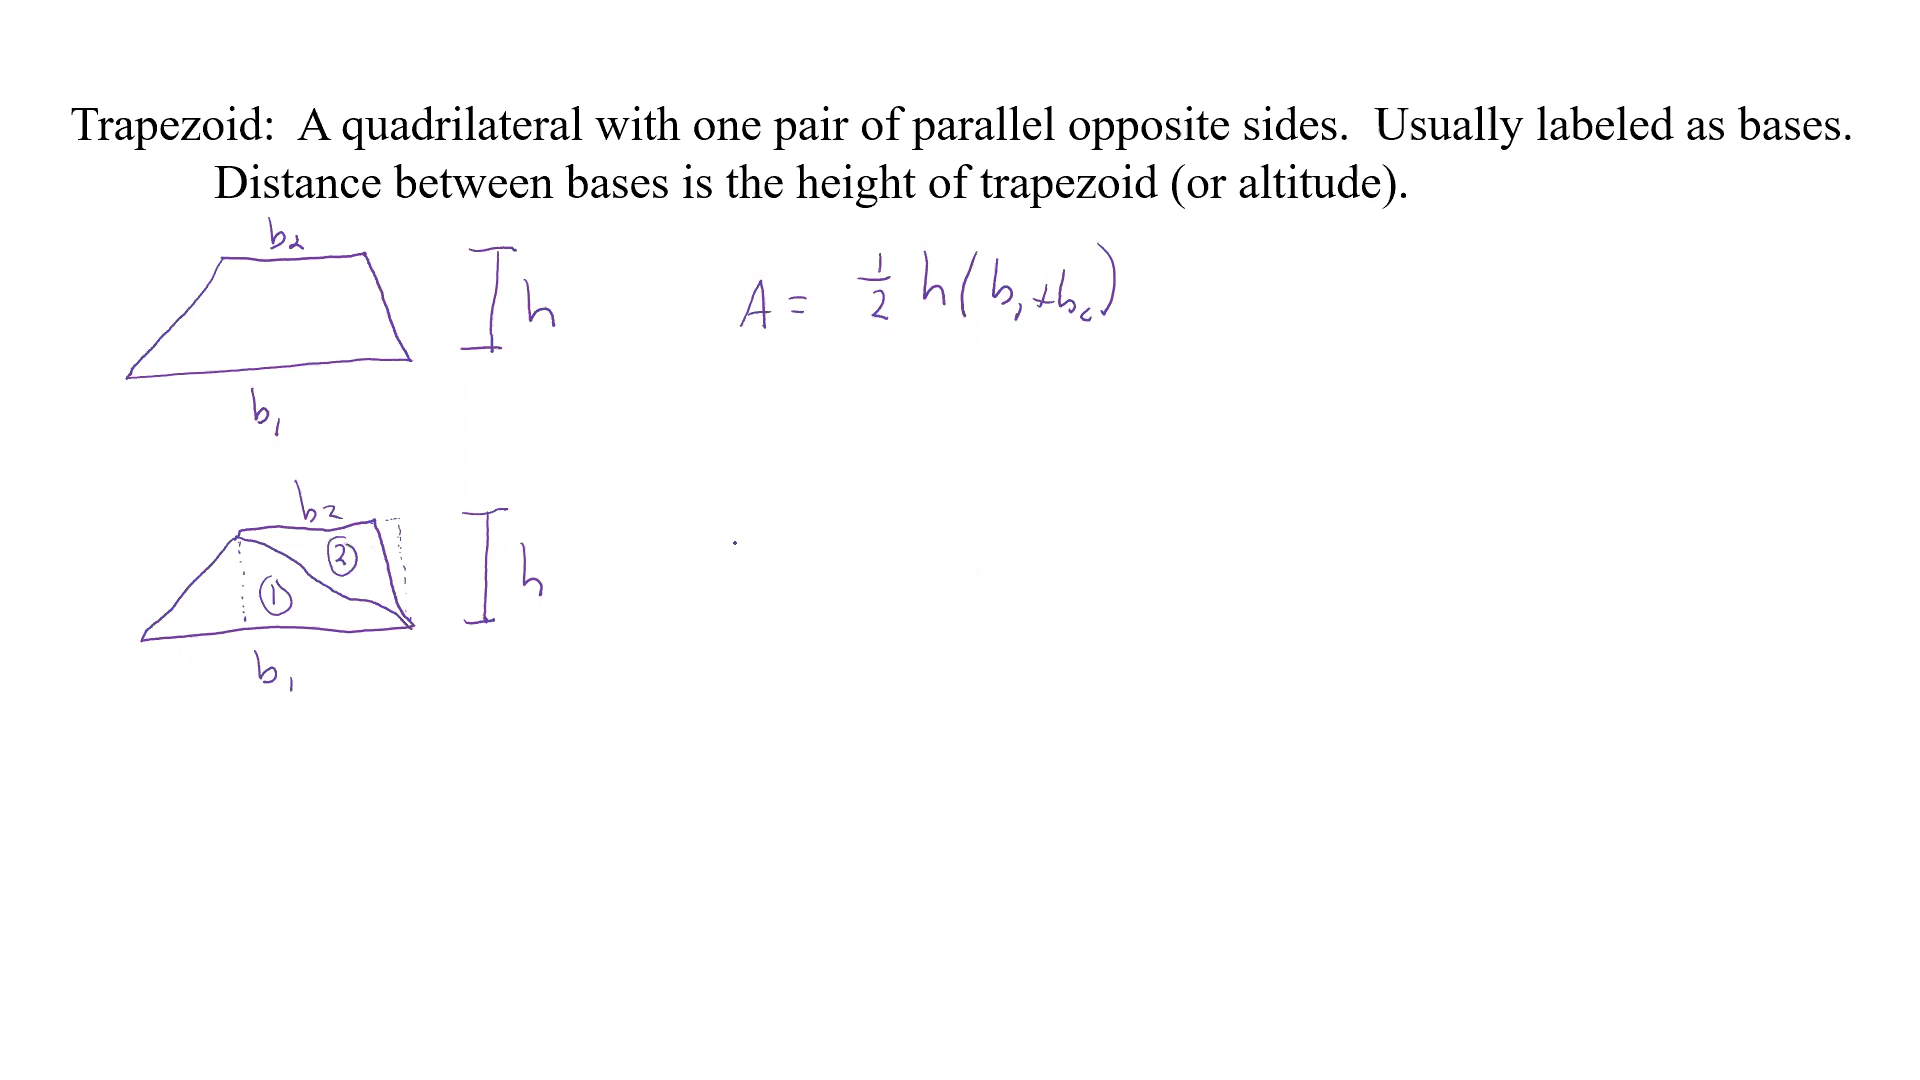 Trapezoid: A quadrilateral with one pair of parallel opposite sides. Usually labeled as bases.
Distance between bases is the height of trapezoid (or altitude).
b₂
h
A = ½ h(b₁+b₂)
b₁
b₂
②
①
h
b₁